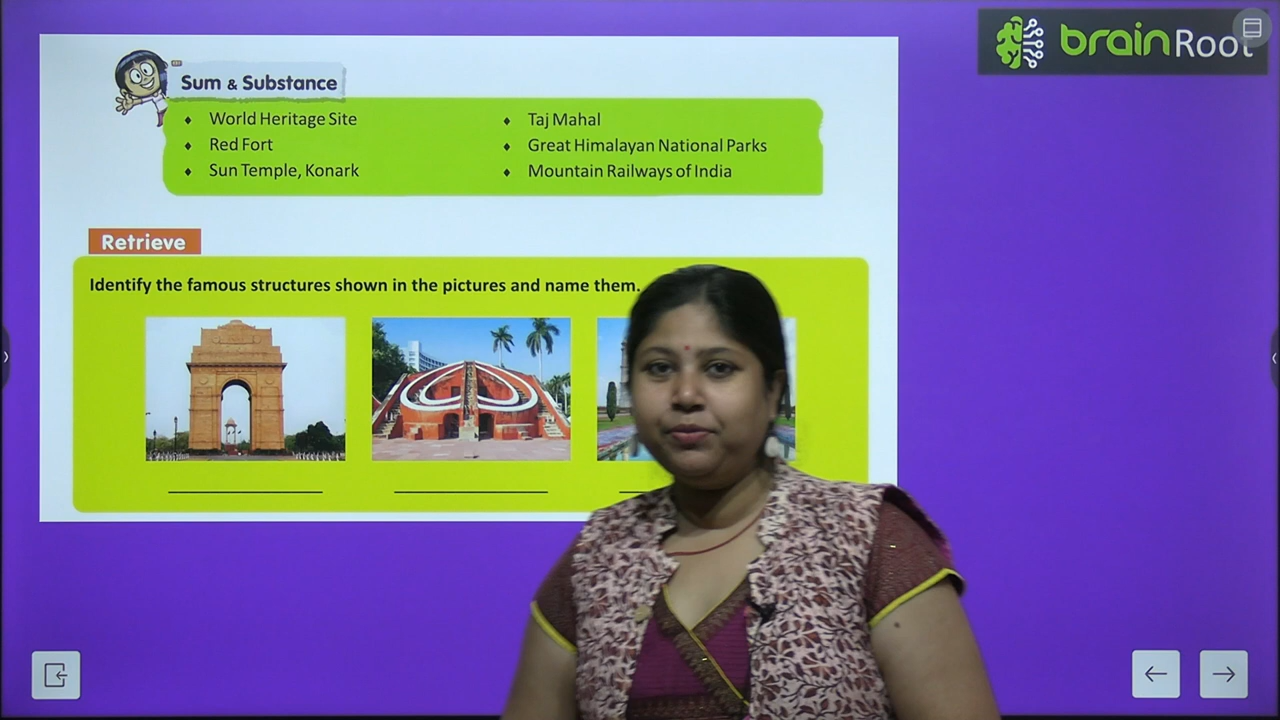 brainRoot
Sum & Substance
♦ World Heritage Site
♦ Red Fort
♦ Sun Temple, Konark
♦ Taj Mahal
♦ Great Himalayan National Parks
♦ Mountain Railways of India
Retrieve
Identify the famous structures shown in the pictures and name them.